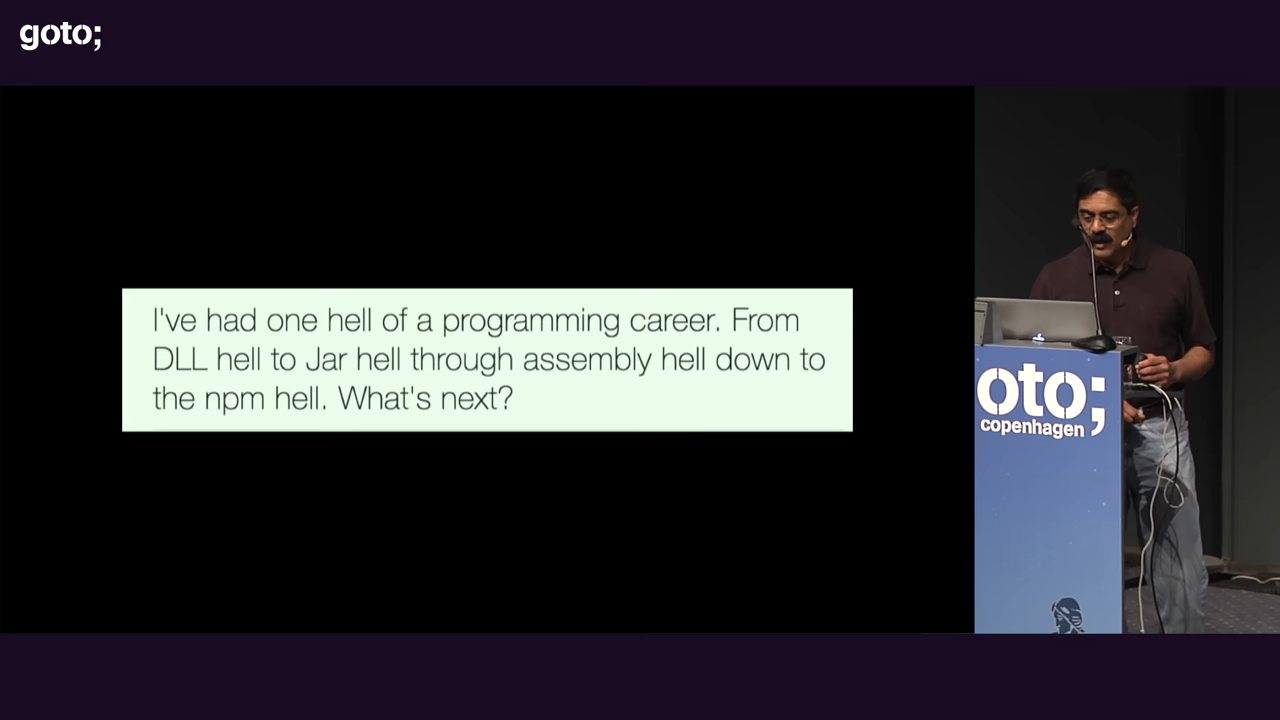 goto;
I've had one hell of a programming career. From
DLL hell to Jar hell through assembly hell down to
the npm hell. What's next?
oto;
copenhagen